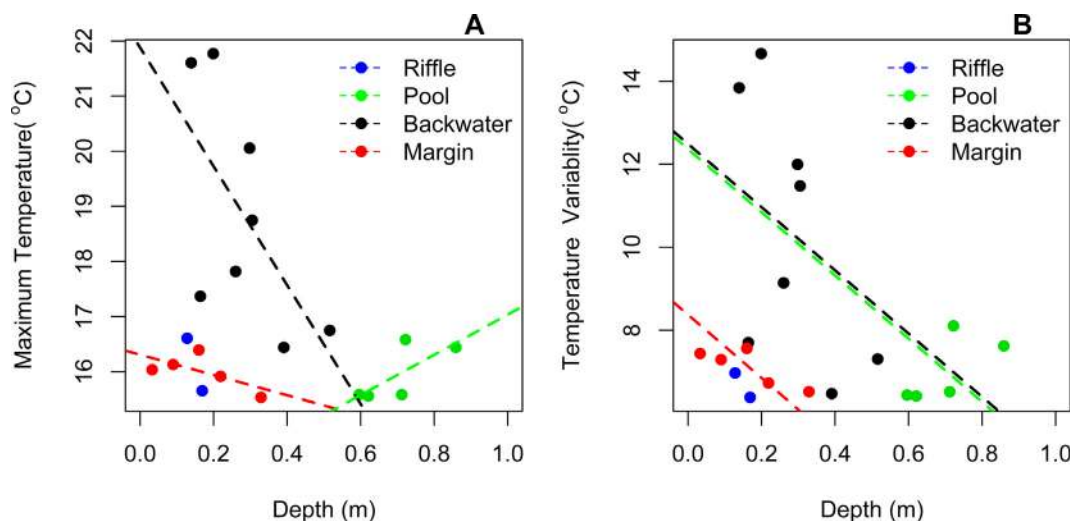 A
Maximum Temperature( °C)
22
21
20
19
18
17
16
Riffle
Pool
Backwater
Margin
0.0 0.2 0.4 0.6 0.8 1.0
Depth (m)
B
Temperature Variablity( °C)
14
12
10
8
Riffle
Pool
Backwater
Margin
0.0 0.2 0.4 0.6 0.8 1.0
Depth (m)